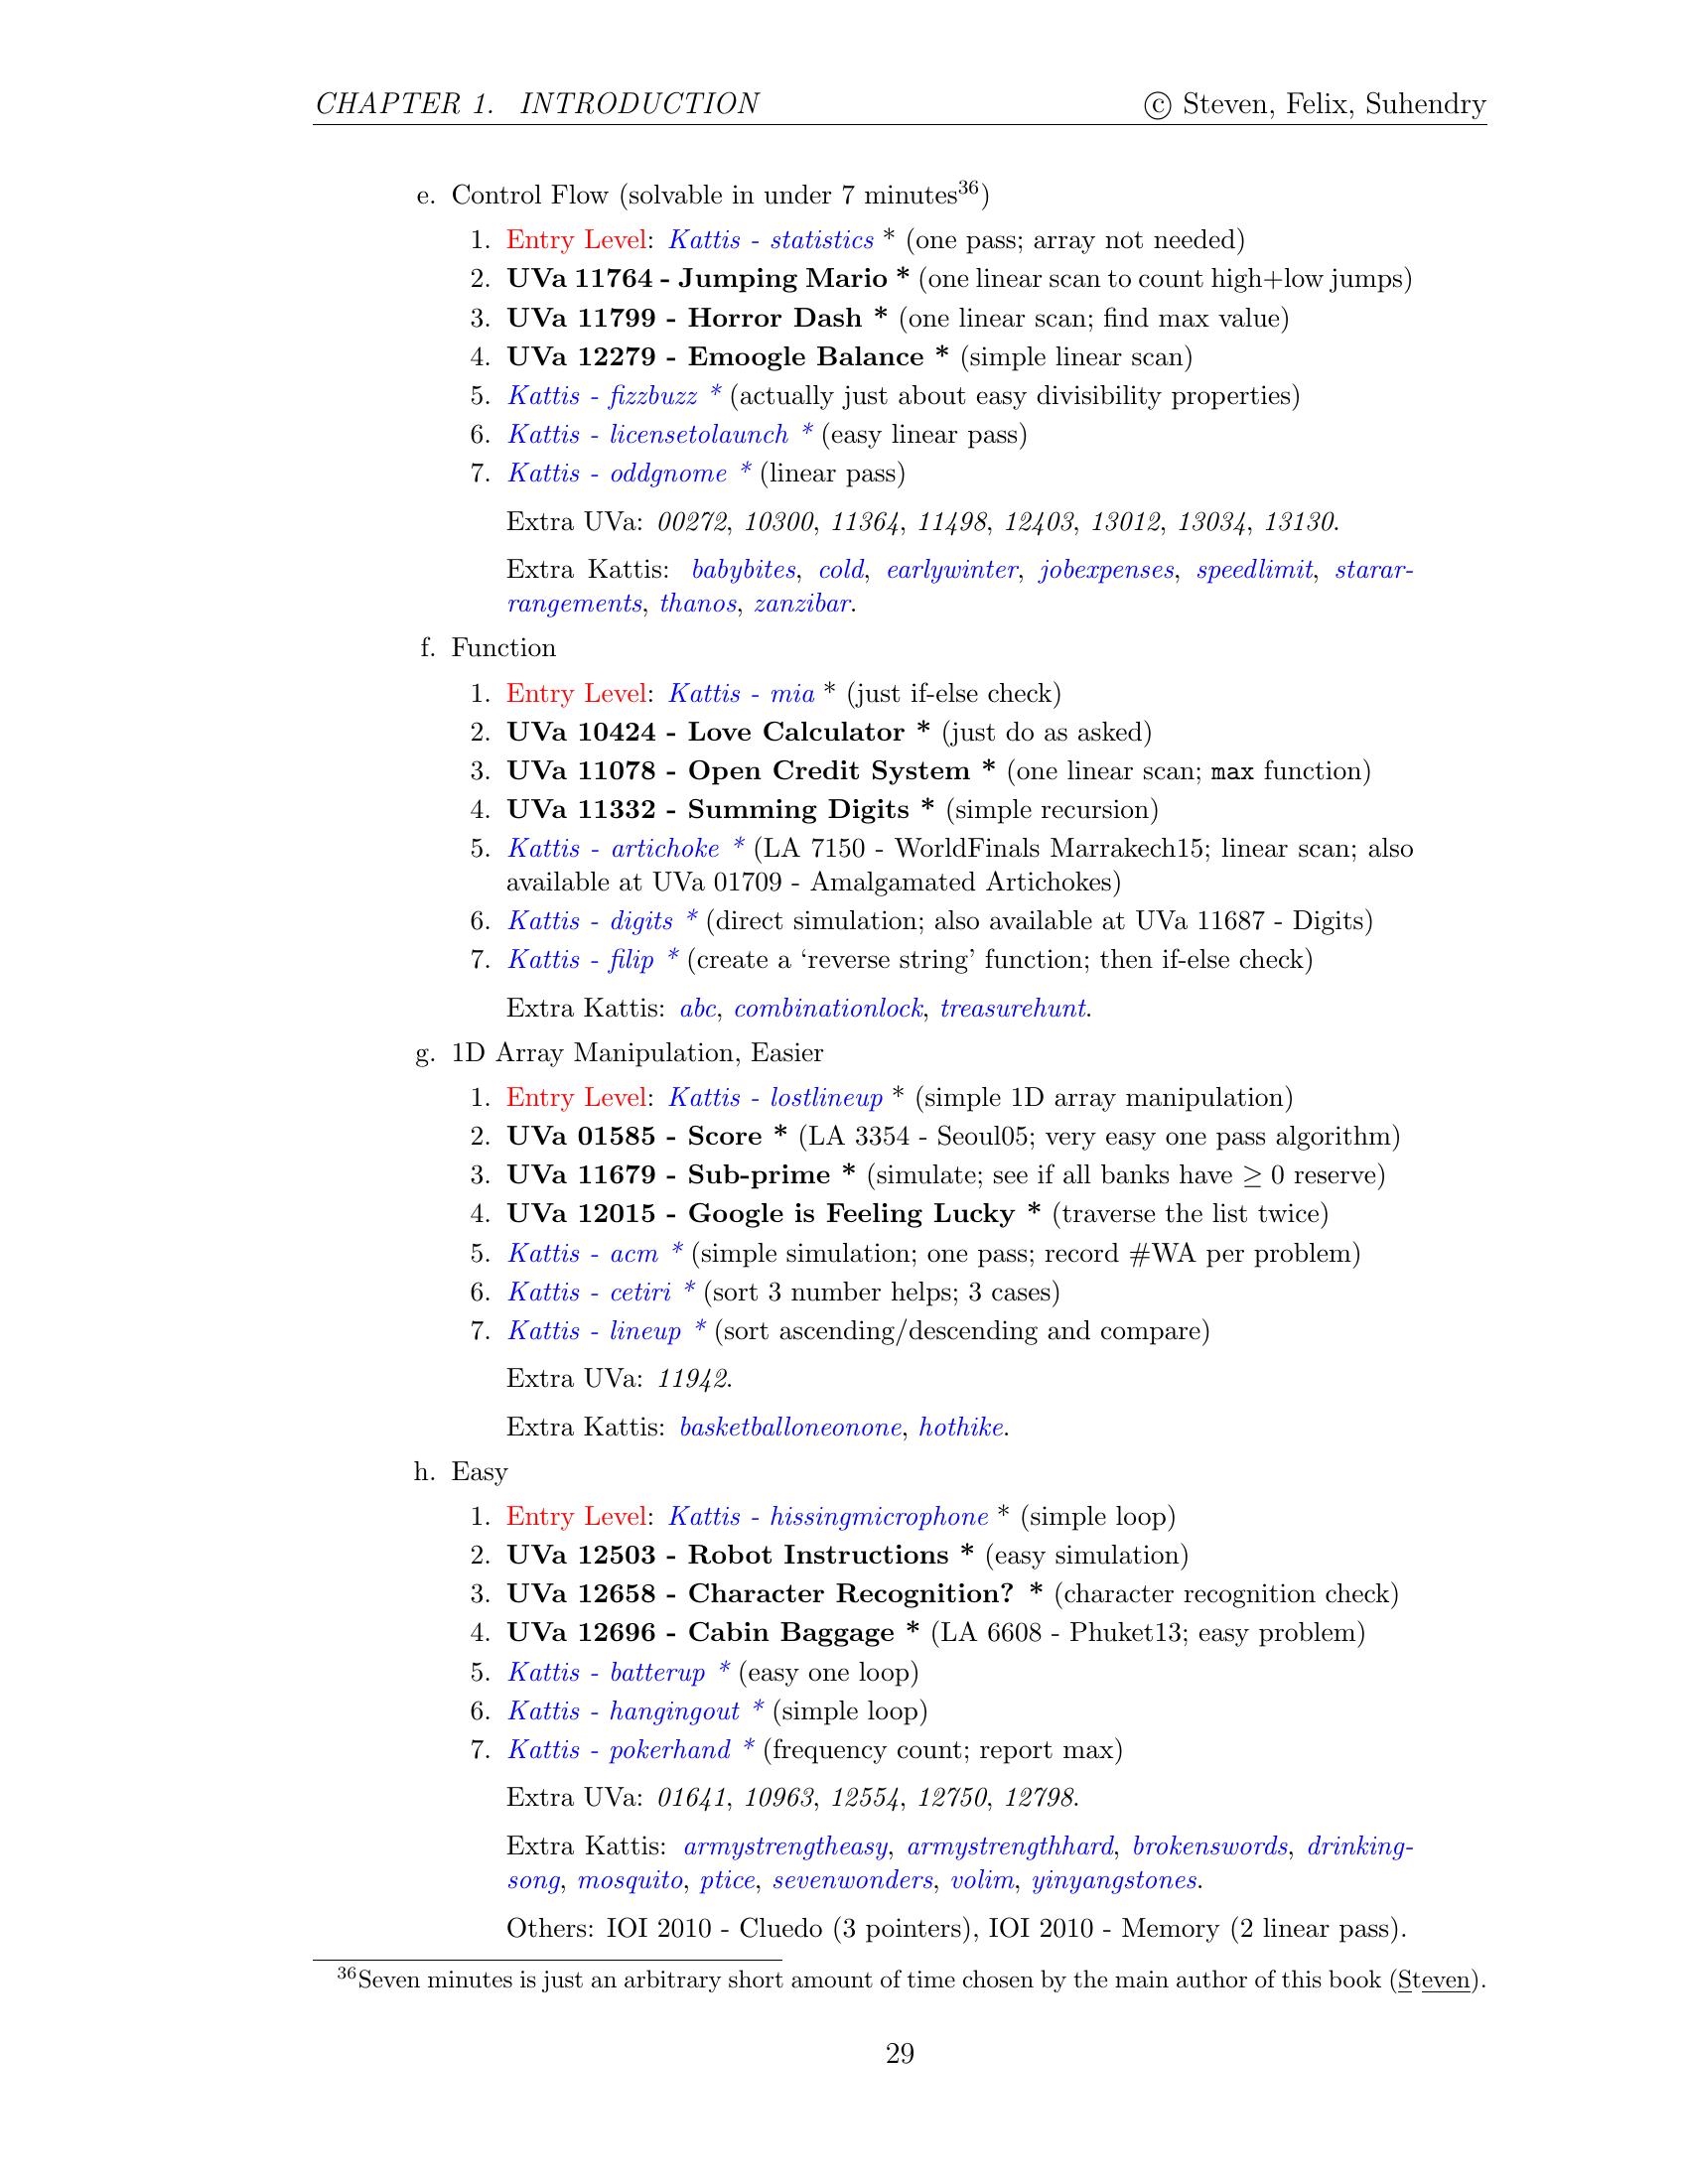 CHAPTER 1. INTRODUCTION © Steven, Felix, Suhendry
e. Control Flow (solvable in under 7 minutes36)
1. Entry Level: Kattis - statistics * (one pass; array not needed)
2. UVa 11764 - Jumping Mario * (one linear scan to count high+low jumps)
3. UVa 11799 - Horror Dash * (one linear scan; find max value)
4. UVa 12279 - Emoogle Balance * (simple linear scan)
5. Kattis - fizzbuzz * (actually just about easy divisibility properties)
6. Kattis - licensetolaunch * (easy linear pass)
7. Kattis - oddgnome * (linear pass)
Extra UVa: 00272, 10300, 11364, 11498, 12403, 13012, 13034, 13130.
Extra Kattis: babybites, cold, earlywinter, jobexpenses, speedlimit, starar-
rangements, thanos, zanzibar.
f. Function
1. Entry Level: Kattis - mia * (just if-else check)
2. UVa 10424 - Love Calculator * (just do as asked)
3. UVa 11078 - Open Credit System * (one linear scan; max function)
4. UVa 11332 - Summing Digits * (simple recursion)
5. Kattis - artichoke * (LA 7150 - WorldFinals Marrakech15; linear scan; also
available at UVa 01709 - Amalgamated Artichokes)
6. Kattis - digits * (direct simulation; also available at UVa 11687 - Digits)
7. Kattis - filip * (create a ‘reverse string’ function; then if-else check)
Extra Kattis: abc, combinationlock, treasurehunt.
g. 1D Array Manipulation, Easier
1. Entry Level: Kattis - lostlineup * (simple 1D array manipulation)
2. UVa 01585 - Score * (LA 3354 - Seoul05; very easy one pass algorithm)
3. UVa 11679 - Sub-prime * (simulate; see if all banks have ≥ 0 reserve)
4. UVa 12015 - Google is Feeling Lucky * (traverse the list twice)
5. Kattis - acm * (simple simulation; one pass; record #WA per problem)
6. Kattis - cetiri * (sort 3 number helps; 3 cases)
7. Kattis - lineup * (sort ascending/descending and compare)
Extra UVa: 11942.
Extra Kattis: basketballoneonone, hothike.
h. Easy
1. Entry Level: Kattis - hissingmicrophone * (simple loop)
2. UVa 12503 - Robot Instructions * (easy simulation)
3. UVa 12658 - Character Recognition? * (character recognition check)
4. UVa 12696 - Cabin Baggage * (LA 6608 - Phuket13; easy problem)
5. Kattis - batterup * (easy one loop)
6. Kattis - hangingout * (simple loop)
7. Kattis - pokerhand * (frequency count; report max)
Extra UVa: 01641, 10963, 12554, 12750, 12798.
Extra Kattis: armystrengtheasy, armystrengthhard, brokenswords, drinking-
song, mosquito, ptice, sevenwonders, volim, yinyangstones.
Others: IOI 2010 - Cluedo (3 pointers), IOI 2010 - Memory (2 linear pass).
36Seven minutes is just an arbitrary short amount of time chosen by the main author of this book (Steven).
29